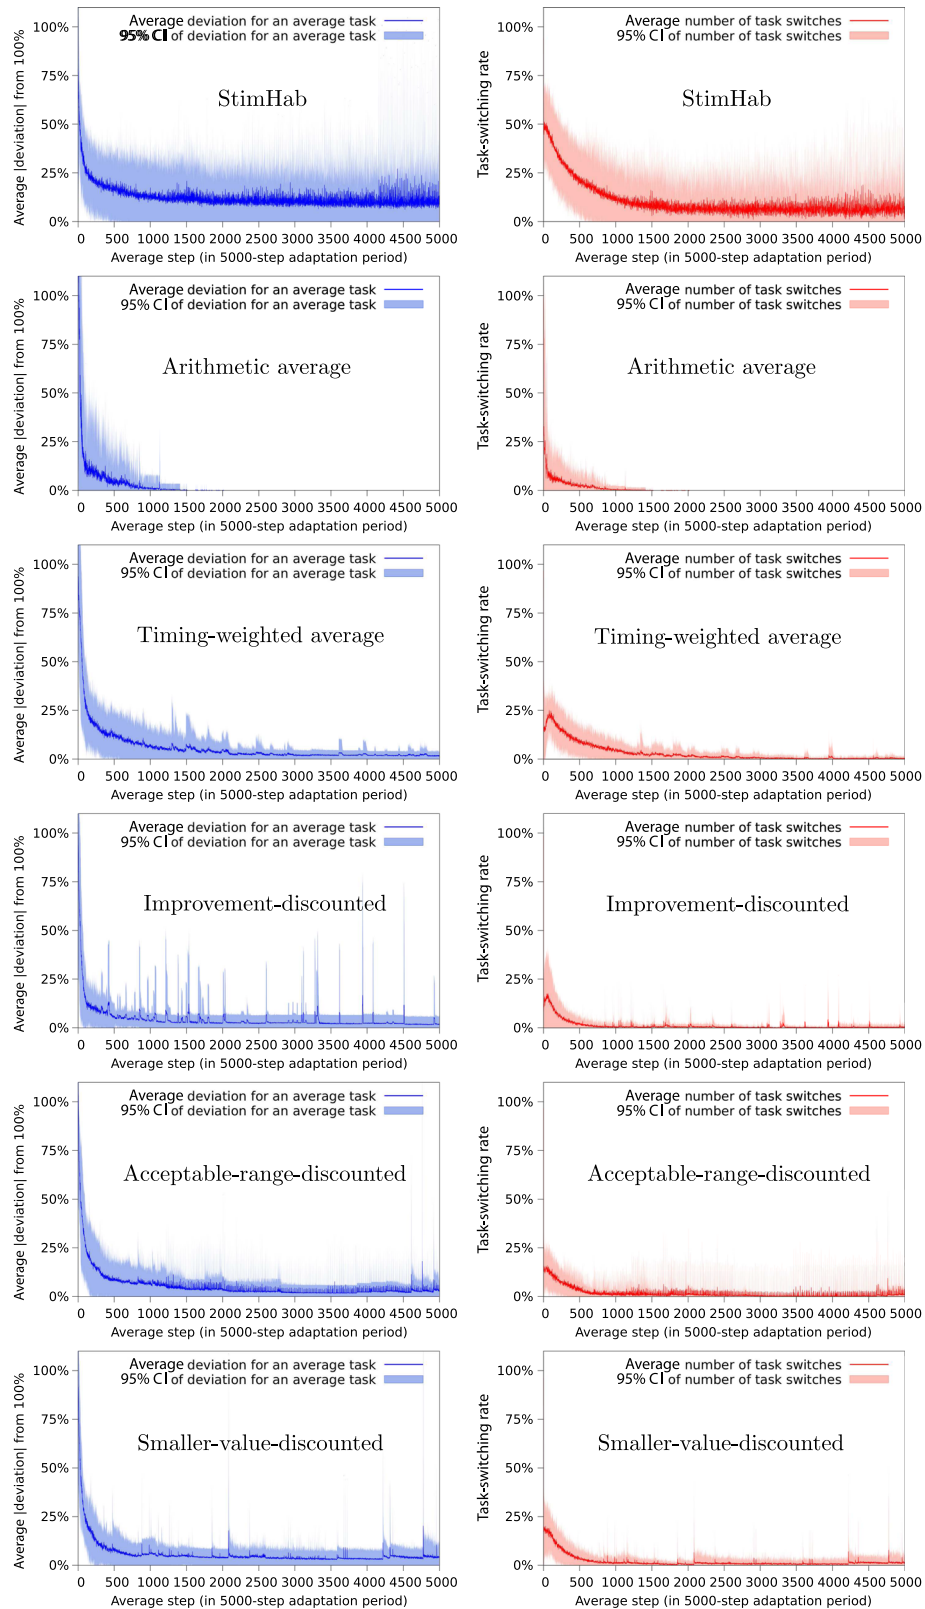 Average deviation for an average task
95% CI of deviation for an average task
StimHab
Average |deviation| from 100%
100%
75%
50%
25%
0%
0 500 1000 1500 2000 2500 3000 3500 4000 4500 5000
Average step (in 5000-step adaptation period)
Average number of task switches
95% CI of number of task switches
StimHab
Task-switching rate
100%
75%
50%
25%
0%
0 500 1000 1500 2000 2500 3000 3500 4000 4500 5000
Average step (in 5000-step adaptation period)
Average deviation for an average task
95% CI of deviation for an average task
Arithmetic average
Average |deviation| from 100%
100%
75%
50%
25%
0%
0 500 1000 1500 2000 2500 3000 3500 4000 4500 5000
Average step (in 5000-step adaptation period)
Average number of task switches
95% CI of number of task switches
Arithmetic average
Task-switching rate
100%
75%
50%
25%
0%
0 500 1000 1500 2000 2500 3000 3500 4000 4500 5000
Average step (in 5000-step adaptation period)
Average deviation for an average task
95% CI of deviation for an average task
Timing-weighted average
Average |deviation| from 100%
100%
75%
50%
25%
0%
0 500 1000 1500 2000 2500 3000 3500 4000 4500 5000
Average step (in 5000-step adaptation period)
Average number of task switches
95% CI of number of task switches
Timing-weighted average
Task-switching rate
100%
75%
50%
25%
0%
0 500 1000 1500 2000 2500 3000 3500 4000 4500 5000
Average step (in 5000-step adaptation period)
Average deviation for an average task
95% CI of deviation for an average task
Improvement-discounted
Average |deviation| from 100%
100%
75%
50%
25%
0%
0 500 1000 1500 2000 2500 3000 3500 4000 4500 5000
Average step (in 5000-step adaptation period)
Average number of task switches
95% CI of number of task switches
Improvement-discounted
Task-switching rate
100%
75%
50%
25%
0%
0 500 1000 1500 2000 2500 3000 3500 4000 4500 5000
Average step (in 5000-step adaptation period)
Average deviation for an average task
95% CI of deviation for an average task
Acceptable-range-discounted
Average |deviation| from 100%
100%
75%
50%
25%
0%
0 500 1000 1500 2000 2500 3000 3500 4000 4500 5000
Average step (in 5000-step adaptation period)
Average number of task switches
95% CI of number of task switches
Acceptable-range-discounted
Task-switching rate
100%
75%
50%
25%
0%
0 500 1000 1500 2000 2500 3000 3500 4000 4500 5000
Average step (in 5000-step adaptation period)
Average deviation for an average task
95% CI of deviation for an average task
Smaller-value-discounted
Average |deviation| from 100%
100%
75%
50%
25%
0%
0 500 1000 1500 2000 2500 3000 3500 4000 4500 5000
Average step (in 5000-step adaptation period)
Average number of task switches
95% CI of number of task switches
Smaller-value-discounted
Task-switching rate
100%
75%
50%
25%
0%
0 500 1000 1500 2000 2500 3000 3500 4000 4500 5000
Average step (in 5000-step adaptation period)